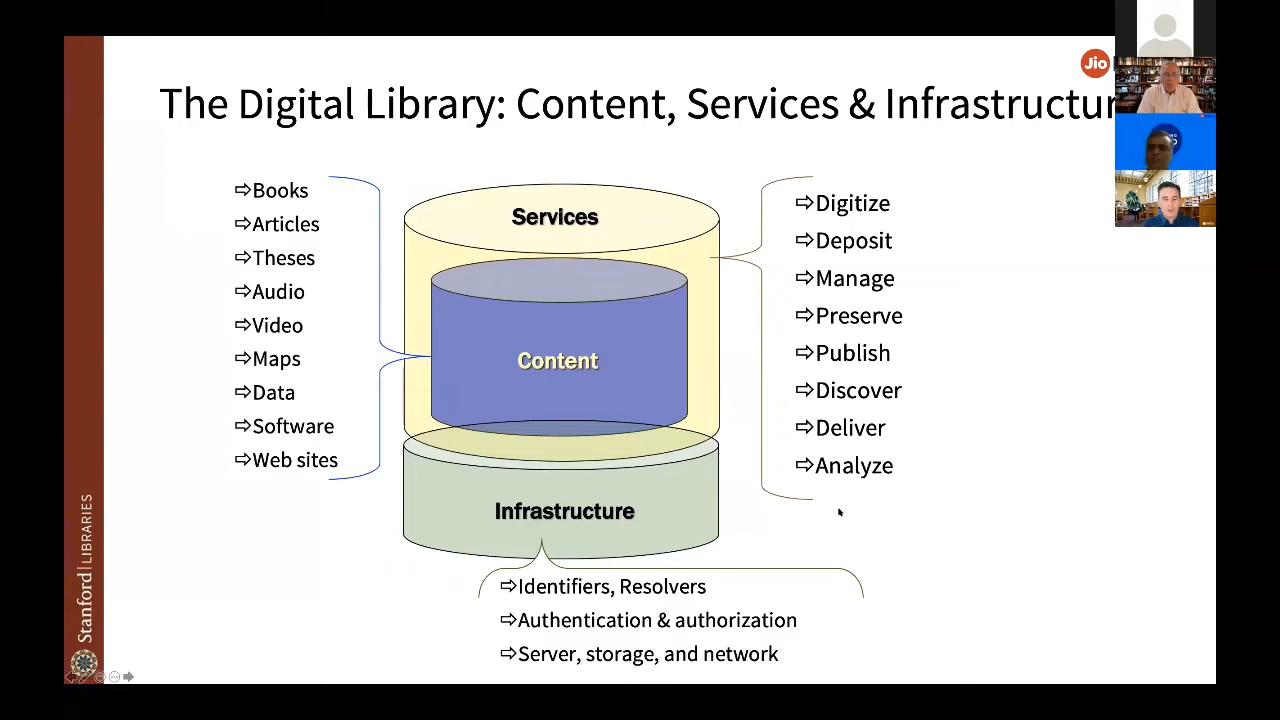 Jio
The Digital Library: Content, Services & Infrastructur
Books
Articles
Theses
Audio
Video
Maps
Data
Software
Web sites
Services
Content
Infrastructure
Digitize
Deposit
Manage
Preserve
Publish
Discover
Deliver
Analyze
Identifiers, Resolvers
Authentication & authorization
Server, storage, and network
Stanford | LIBRARIES